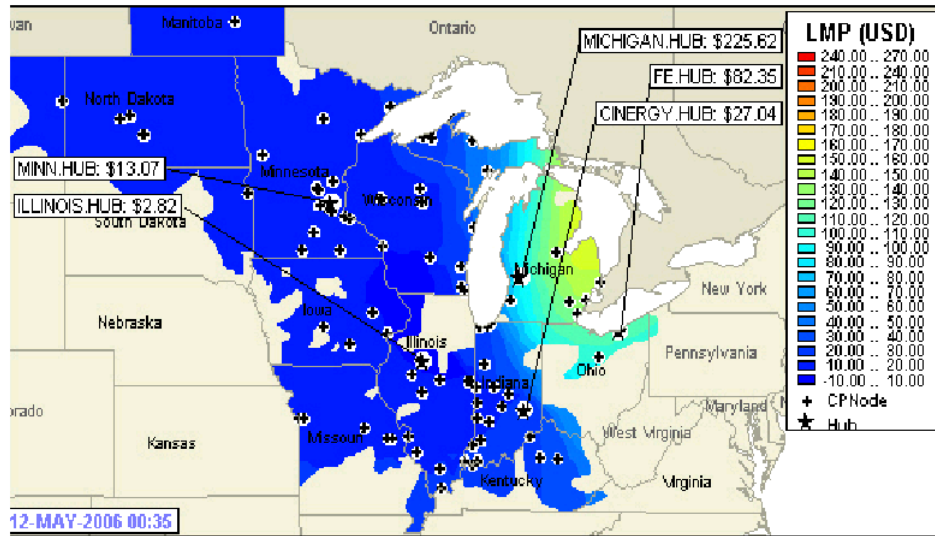 van
Manitoba
Ontario
MICHIGAN.HUB: $225.62
FE.HUB: $82.35
CINERGY.HUB: $27.04
LMP (USD)
240.00 .. 270.00
210.00 .. 240.00
200.00 .. 210.00
190.00 .. 200.00
180.00 .. 190.00
170.00 .. 180.00
160.00 .. 170.00
150.00 .. 160.00
140.00 .. 150.00
130.00 .. 140.00
120.00 .. 130.00
110.00 .. 120.00
100.00 .. 110.00
90.00 .. 100.00
80.00 .. 90.00
70.00 .. 80.00
60.00 .. 70.00
50.00 .. 60.00
40.00 .. 50.00
30.00 .. 40.00
20.00 .. 30.00
10.00 .. 20.00
-10.00 .. 10.00
CPNode
Hub
North Dakota
MINN.HUB: $13.07
Minnesota
ILLINOIS.HUB: $2.82
Wisconsin
South Dakota
Michigan
New York
Nebraska
Iowa
Illinois
Pennsylvania
Indiana
Ohio
Maryland
orado
Kansas
Missouri
West Virginia
Kentucky
Virginia
12-MAY-2006 00:35